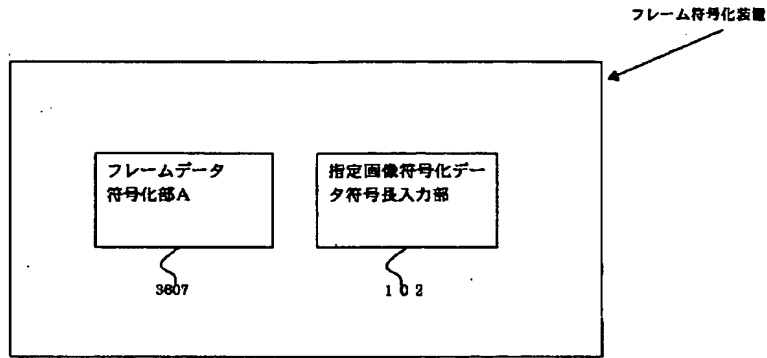 フレーム符号化装置
フレームデータ
符号化部A
指定画像符号化デー
タ符号長入力部
3607
102